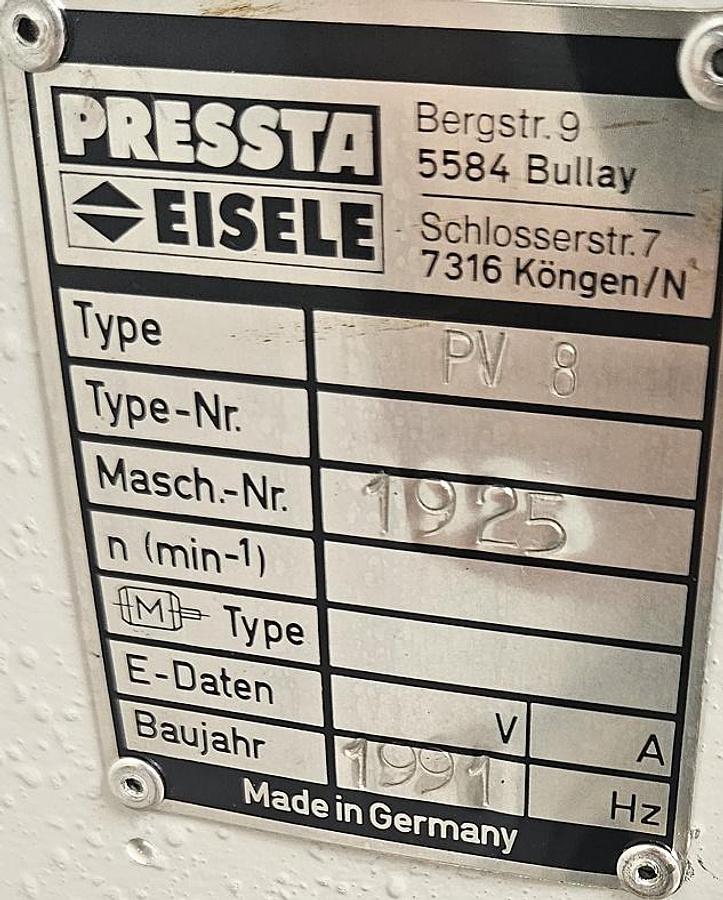 PRESSTA
EISELE
Bergstr. 9
5584 Bullay
Schlosserstr. 7
7316 Köngen/N
Type PV 8
Type-Nr.
Masch.-Nr. 1925
n (min-1)
M Type
E-Daten V A
Baujahr 1991 Hz
Made in Germany